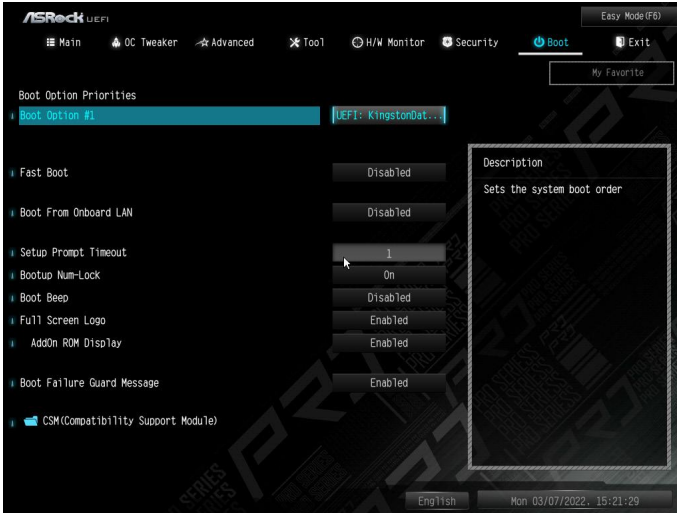 ASRock UEFI
Easy Mode(F6)
Main OC Tweaker Advanced Tool H/W Monitor Security Boot Exit
My Favorite
Boot Option Priorities
Boot Option #1 UEFI: KingstonDat...
Description
Sets the system boot order
Fast Boot Disabled
Boot From Onboard LAN Disabled
Setup Prompt Timeout 1
Bootup Num-Lock On
Boot Beep Disabled
Full Screen Logo Enabled
AddOn ROM Display Enabled
Boot Failure Guard Message Enabled
CSM(Compatibility Support Module)
English Mon 03/07/2022. 15:21:29